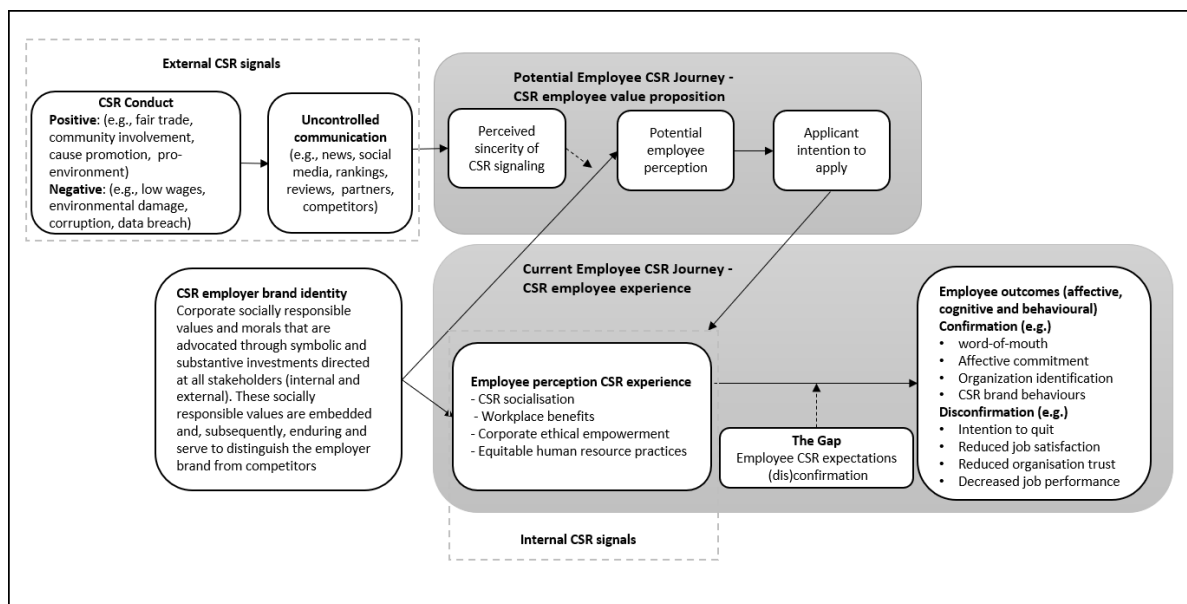 External CSR signals
CSR Conduct
Positive: (e.g., fair trade,
community involvement,
cause promotion, pro-
environment)
Negative: (e.g., low wages,
environmental damage,
corruption, data breach)
Uncontrolled
communication
(e.g., news, social
media, rankings,
reviews, partners,
competitors)
Potential Employee CSR Journey -
CSR employee value proposition
Perceived
sincerity of
CSR signaling
Potential
employee
perception
Applicant
intention to
apply
CSR employer brand identity
Corporate socially responsible
values and morals that are
advocated through symbolic and
substantive investments directed
at all stakeholders (internal and
external). These socially
responsible values are embedded
and, subsequently, enduring and
serve to distinguish the employer
brand from competitors
Current Employee CSR Journey -
CSR employee experience
Employee perception CSR experience
- CSR socialisation
- Workplace benefits
- Corporate ethical empowerment
- Equitable human resource practices
The Gap
Employee CSR expectations
(dis)confirmation
Employee outcomes (affective,
cognitive and behavioural)
Confirmation (e.g.)
• word-of-mouth
• Affective commitment
• Organization identification
• CSR brand behaviours
Disconfirmation (e.g.)
• Intention to quit
• Reduced job satisfaction
• Reduced organisation trust
• Decreased job performance
Internal CSR signals